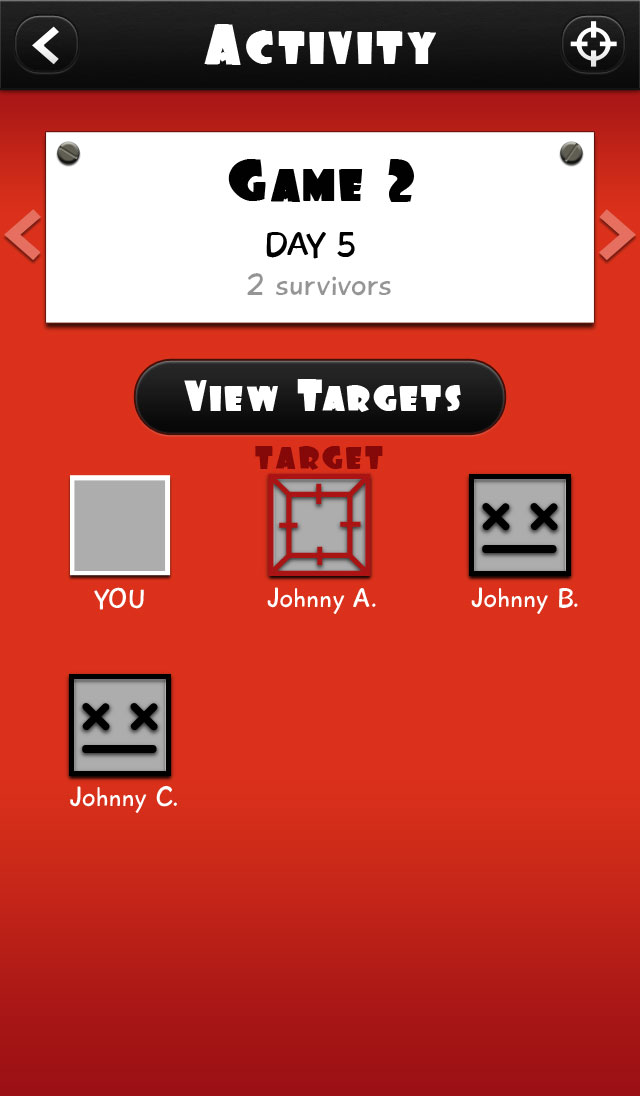 ACTIVITY
GAME 2
DAY 5
2 survivors
VIEW TARGETS
TARGET
YOU
Johnny A.
Johnny B.
Johnny C.